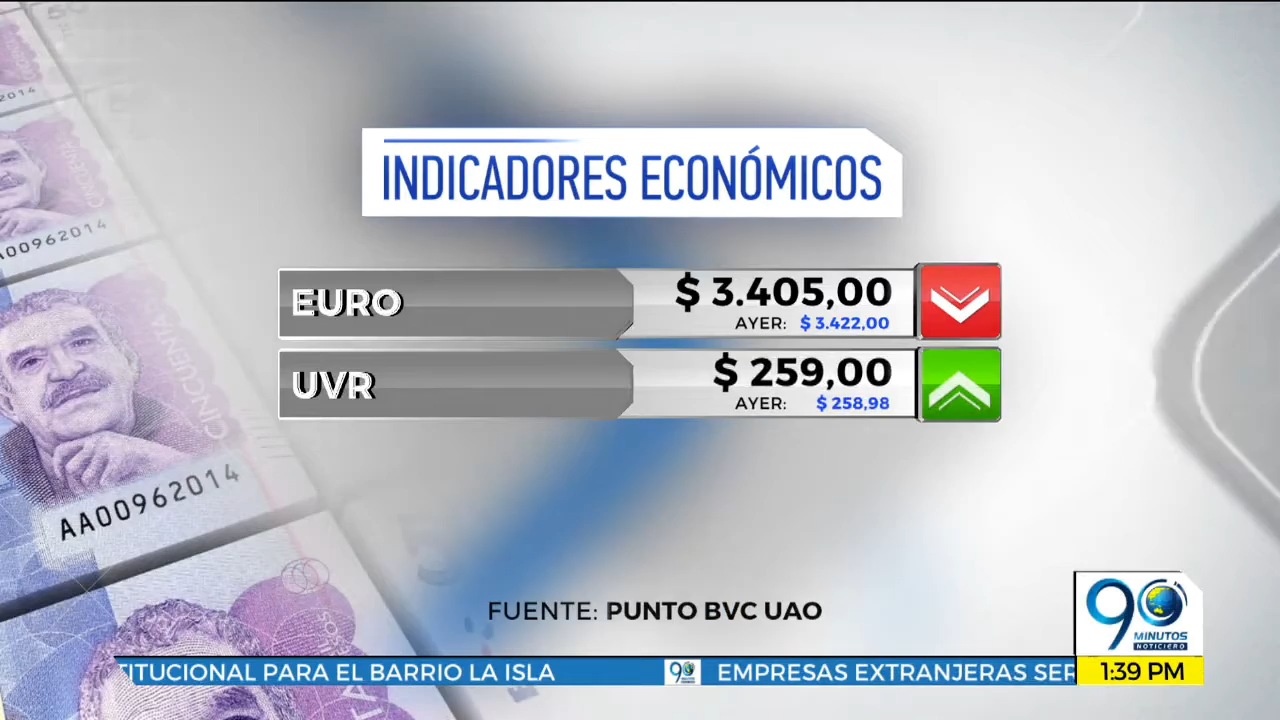 INDICADORES ECONÓMICOS
EURO
$ 3.405,00
AYER: $ 3.422,00
UVR
$ 259,00
AYER: $ 258,98
AA00962014
FUENTE: PUNTO BVC UAO
90
MINUTOS
NOTICIERO
TITUCIONAL PARA EL BARRIO LA ISLA
EMPRESAS EXTRANJERAS SER
1:39 PM